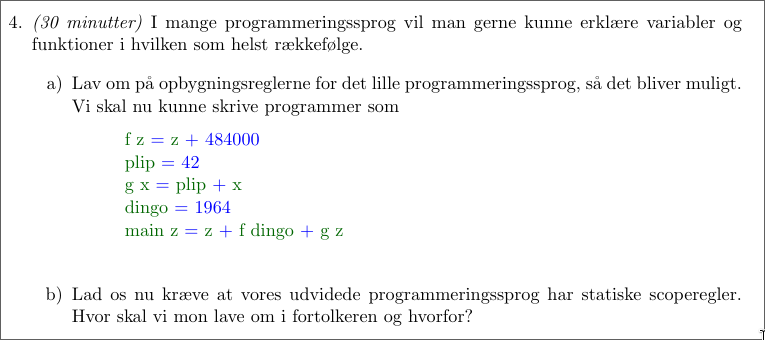 4. (30 minutter) I mange programmeringssprog vil man gerne kunne erklære variabler og
funktioner i hvilken som helst rækkefølge.
a) Lav om på opbygningsreglerne for det lille programmeringssprog, så det bliver muligt.
Vi skal nu kunne skrive programmer som
f z = z + 484000
plip = 42
g x = plip + x
dingo = 1964
main z = z + f dingo + g z
b) Lad os nu kræve at vores udvidede programmeringssprog har statiske scoperegler.
Hvor skal vi mon lave om i fortolkeren og hvorfor?